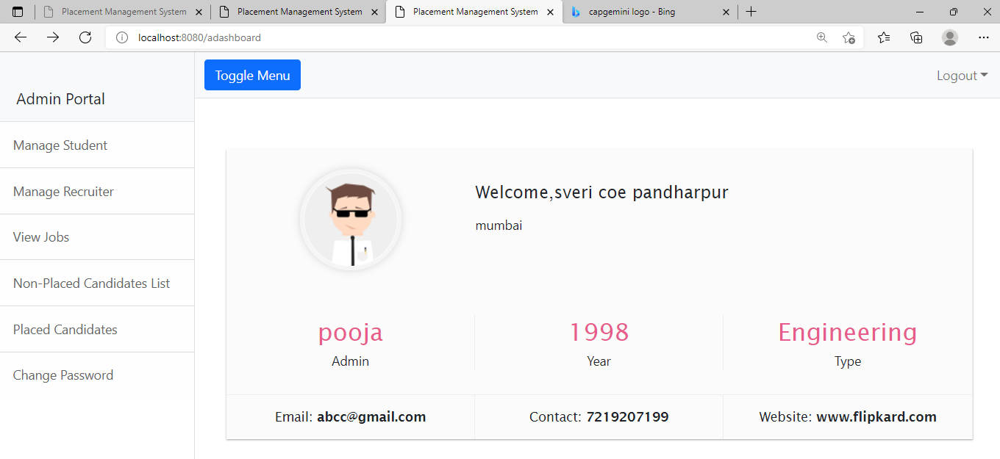 Placement Management System
Placement Management System
Placement Management System
capgemini logo - Bing
localhost:8080/adashboard
Toggle Menu
Logout
Admin Portal
Manage Student
Manage Recruiter
View Jobs
Non-Placed Candidates List
Placed Candidates
Change Password
Welcome,sveri coe pandharpur
mumbai
pooja
Admin
1998
Year
Engineering
Type
Email: abcc@gmail.com
Contact: 7219207199
Website: www.flipkard.com